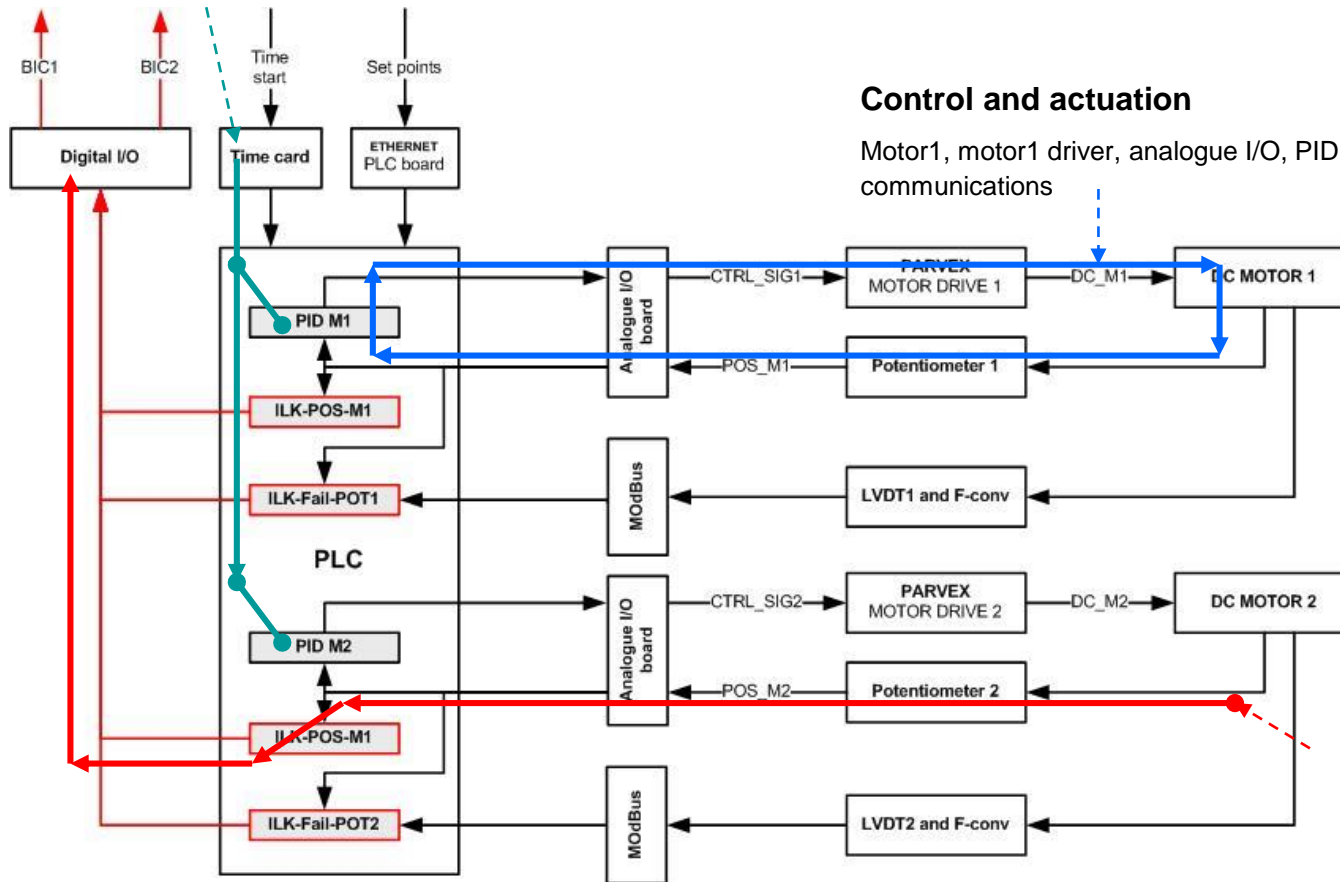 BIC1
BIC2
Time
start
Set points
Control and actuation
Motor1, motor1 driver, analogue I/O, PID
communications
Digital I/O
Time card
ETHERNET
PLC board
Analogue I/O
board
CTRL_SIG1
PARVEX
MOTOR DRIVE 1
DC_M1
DC MOTOR 1
PID M1
POS_M1
Potentiometer 1
ILK-POS-M1
ILK-Fail-POT1
MOdBus
LVDT1 and F-conv
PLC
Analogue I/O
board
CTRL_SIG2
PARVEX
MOTOR DRIVE 2
DC_M2
DC MOTOR 2
PID M2
POS_M2
Potentiometer 2
ILK-POS-M1
ILK-Fail-POT2
MOdBus
LVDT2 and F-conv